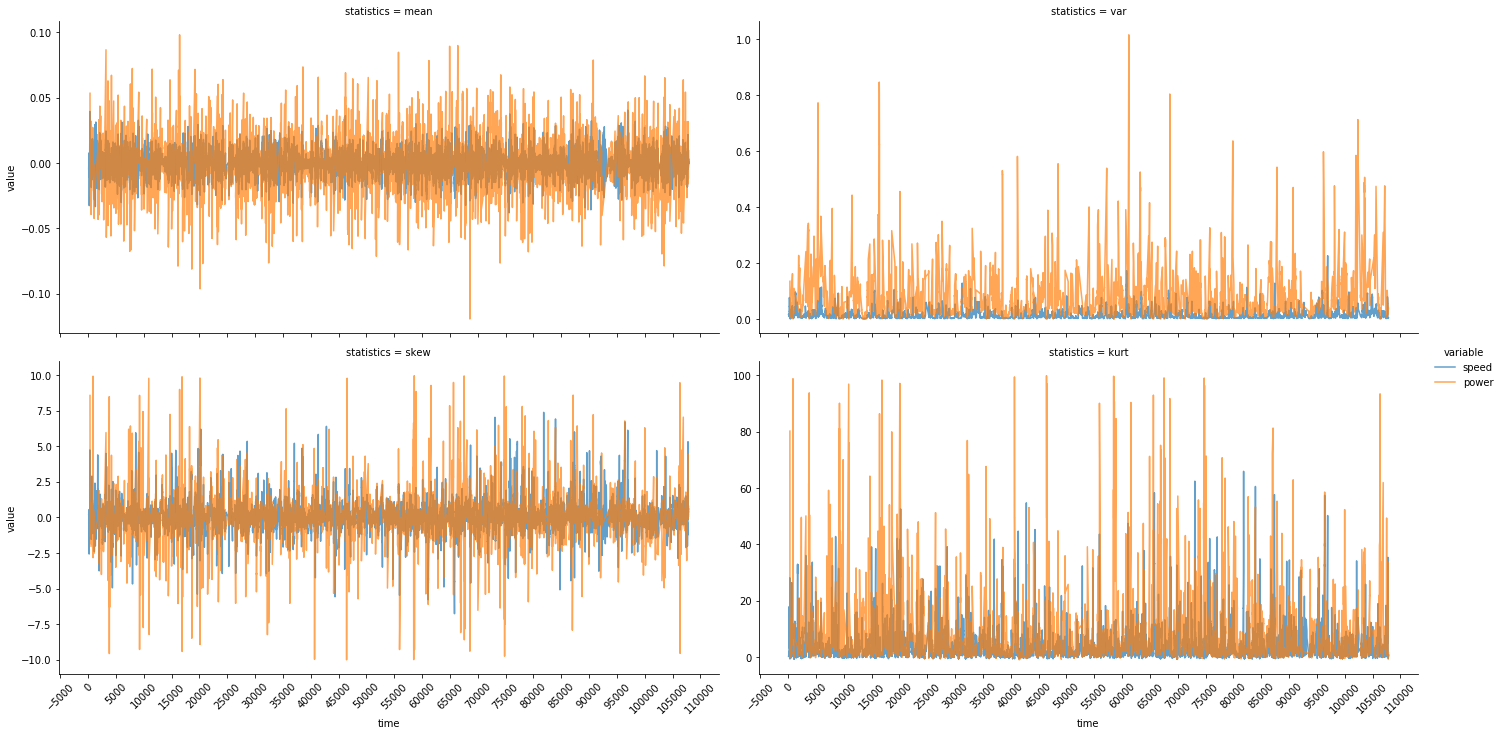 statistics = mean
0.10
0.05
0.00
−0.05
−0.10
value
statistics = var
1.0
0.8
0.6
0.4
0.2
0.0
statistics = skew
10.0
7.5
5.0
2.5
0.0
−2.5
−5.0
−7.5
−10.0
value
−5000 0 5000 10000 15000 20000 25000 30000 35000 40000 45000 50000 55000 60000 65000 70000 75000 80000 85000 90000 95000 100000 105000 110000
time
statistics = kurt
100
80
60
40
20
0
−5000 0 5000 10000 15000 20000 25000 30000 35000 40000 45000 50000 55000 60000 65000 70000 75000 80000 85000 90000 95000 100000 105000 110000
time
variable
speed
power